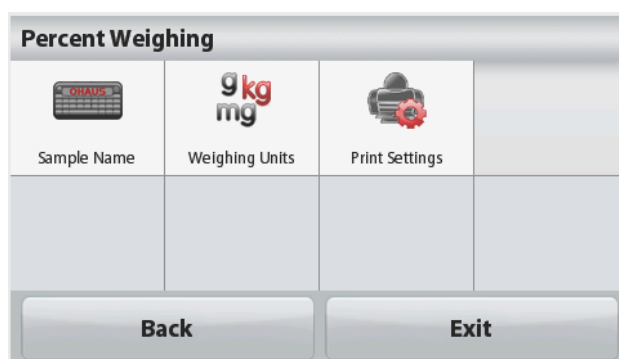 Percent Weighing
OHAUS
g kg
mg
Sample Name
Weighing Units
Print Settings
Back
Exit